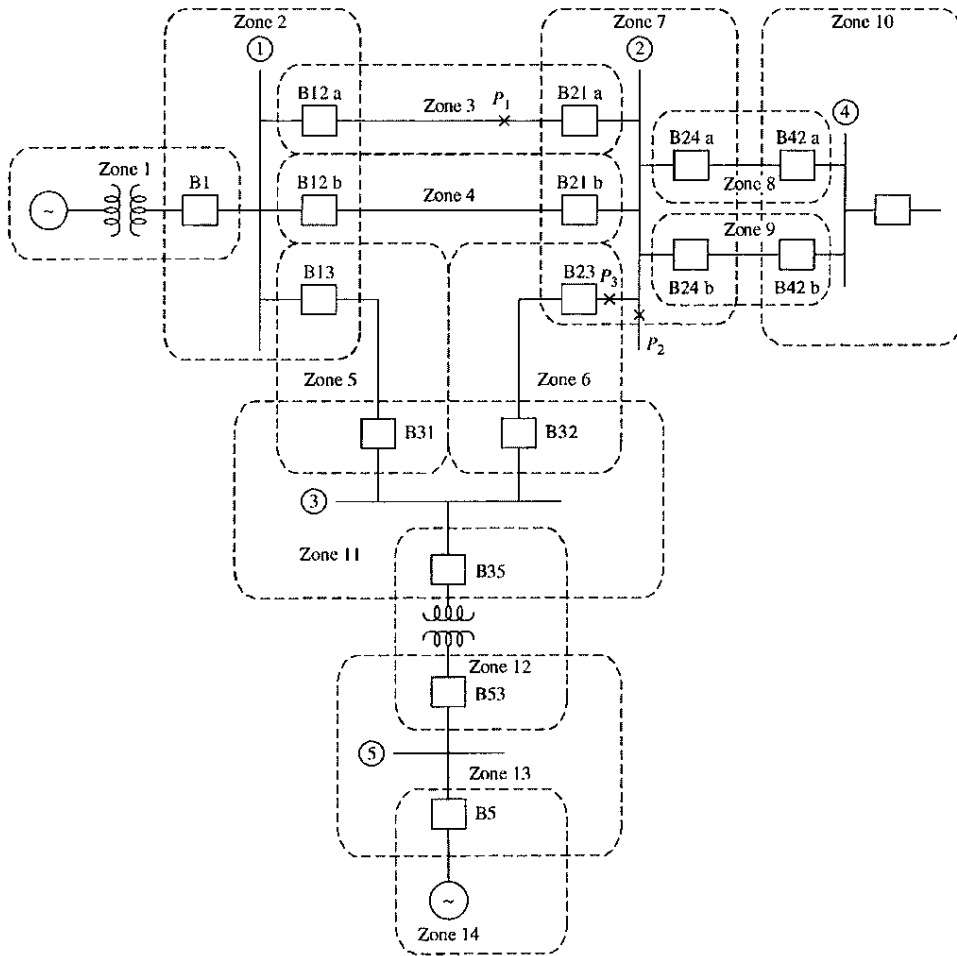 Zone 2
Zone 7
Zone 10
1
2
B12 a
Zone 3
P1
B21 a
4
B24 a
B42 a
Zone 1
B1
B12 b
Zone 4
B21 b
Zone 8
~
Zone 9
B13
B23
P3
B24 b
B42 b
P2
Zone 5
Zone 6
B31
B32
3
Zone 11
B35
Zone 12
B53
5
Zone 13
B5
~
Zone 14